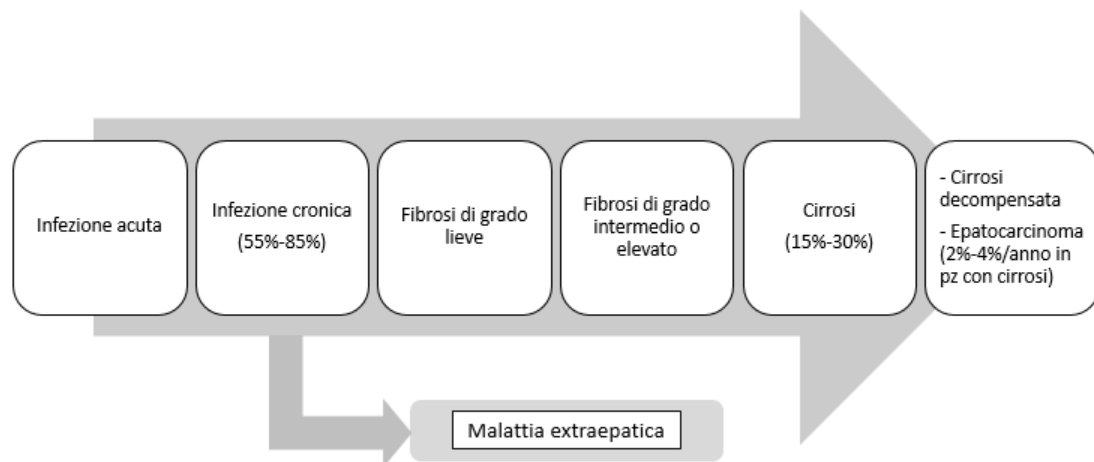 Infezione acuta
Infezione cronica
(55%-85%)
Fibrosi di grado
lieve
Fibrosi di grado
intermedio o
elevato
Cirrosi
(15%-30%)
- Cirrosi
decompensata
- Epatocarcinoma
(2%-4%/anno in
pz con cirrosi)
Malattia extraepatica